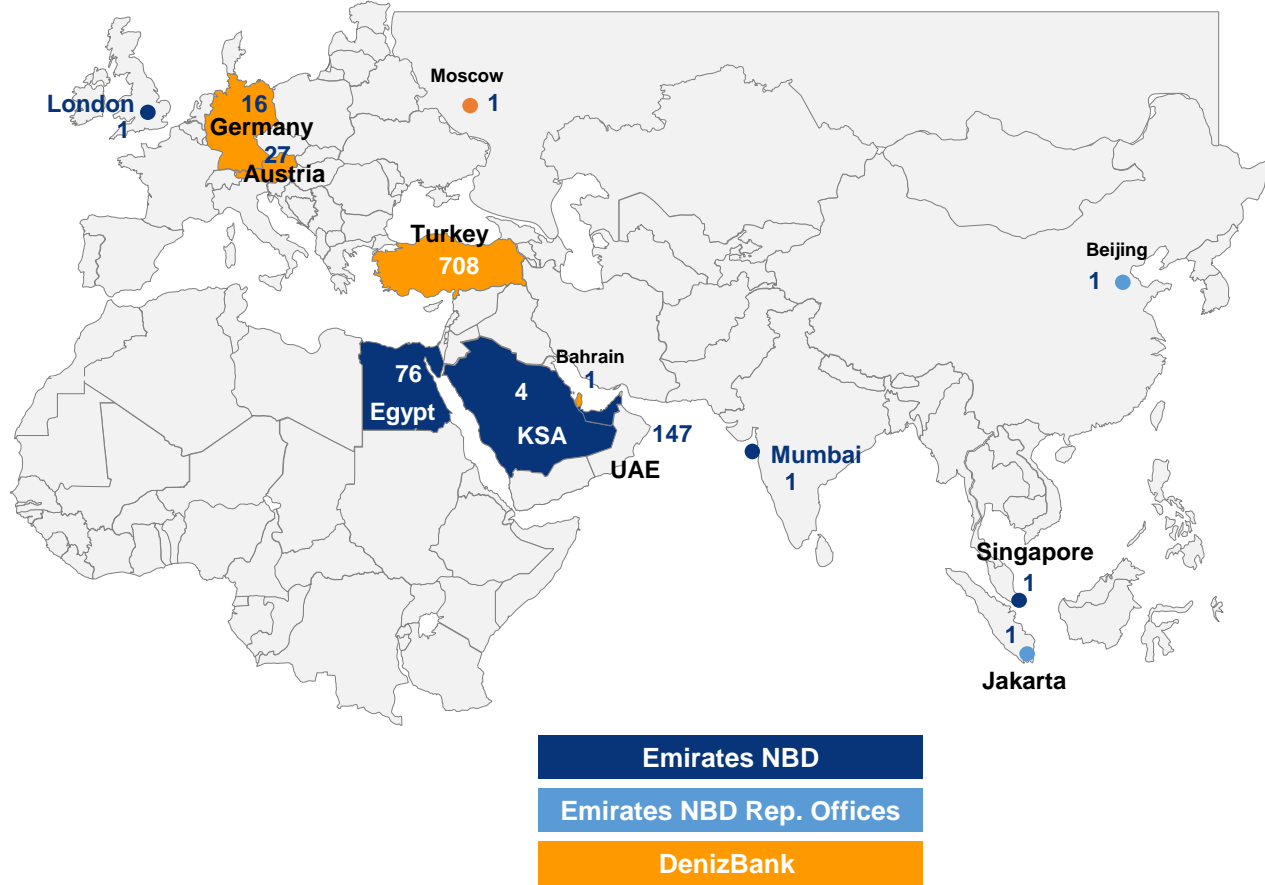 Moscow
1
London
1
16
Germany
27
Austria
Turkey
708
Beijing
1
Bahrain
1
76
Egypt
4
KSA
147
UAE
Mumbai
1
Singapore
1
1
Jakarta
Emirates NBD
Emirates NBD Rep. Offices
DenizBank